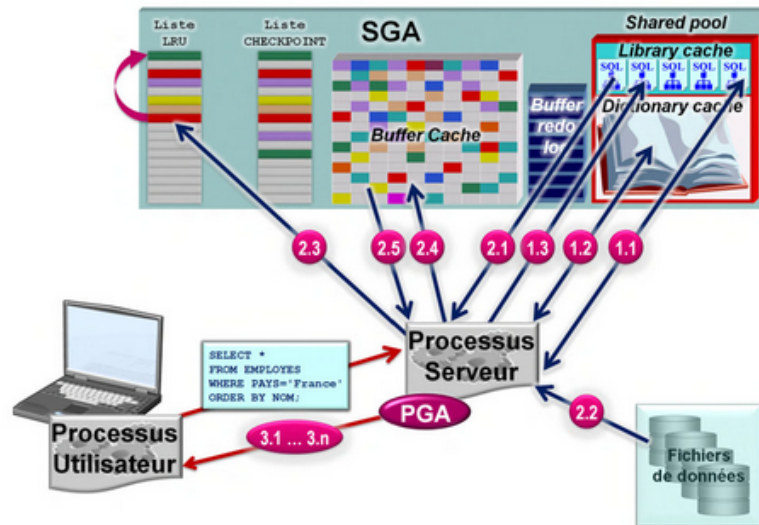 Liste
LRU
Liste
CHECKPOINT
SGA
Shared pool
Library cache
SQL SQL SQL SQL SQL
Dictionary cache
Buffer Cache
Buffer
redo
log
2.3
2.5
2.4
2.1
1.3
1.2
1.1
SELECT *
FROM EMPLOYES
WHERE PAYS='France'
ORDER BY NOM;
Processus
Serveur
PGA
2.2
Processus
Utilisateur
3.1 ... 3.n
Fichiers
de données